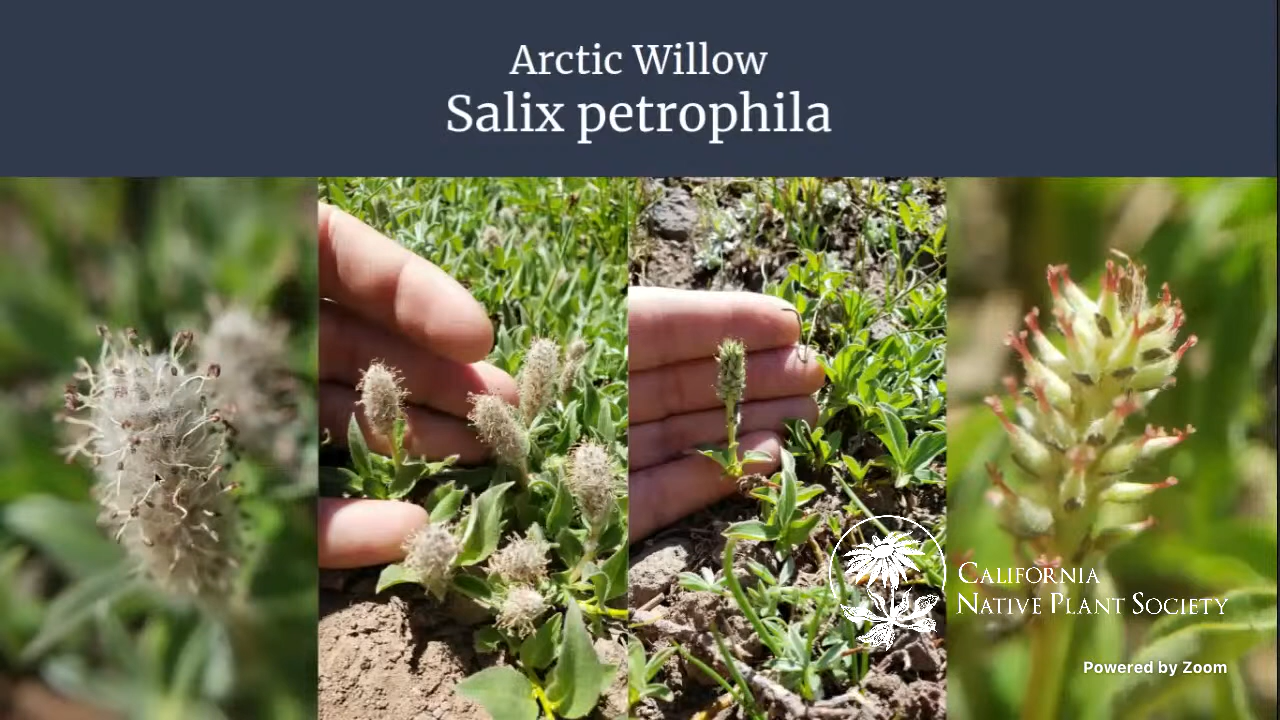 Arctic Willow
Salix petrophila
CALIFORNIA
NATIVE PLANT SOCIETY
Powered by Zoom